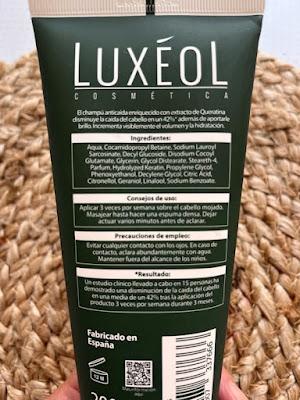 LUXÉOL
COSMÉTICA
El champú anticaída enriquecido con extracto de Queratina
disminuye la caída del cabello en un 42%* además de aportarle
brillo. Incrementa visiblemente el volumen y la hidratación.
Ingredientes:
Aqua, Cocamidopropyl Betaine, Sodium Lauroyl
Sarcosinate, Decyl Glucoside, Disodium Cocoyl
Glutamate, Glycerin, Glycol Distearate, Steareth-4,
Parfum, Hydrolyzed Keratin, Propylene Glycol,
Phenoxyethanol, Decylene Glycol, Citric Acid,
Citronellol, Geraniol, Linalool, Sodium Benzoate.
Consejos de uso:
Aplicar 3 veces por semana sobre el cabello mojado.
Masajear hasta hacer una espuma densa. Dejar
actuar varios minutos antes de aclarar.
Precauciones de empleo:
Evitar cualquier contacto con los ojos. En caso de
contacto, aclara abundantemente con agua.
Mantener fuera del alcance de los niños.
*Resultado:
Un estudio clínico llevado a cabo en 15 personas ha
demostrado una disminución de la caída del cabello
en una media de un 42% tras la aplicación del
producto 3 veces por semana durante 3 meses.
Fabricado en
España
12 M